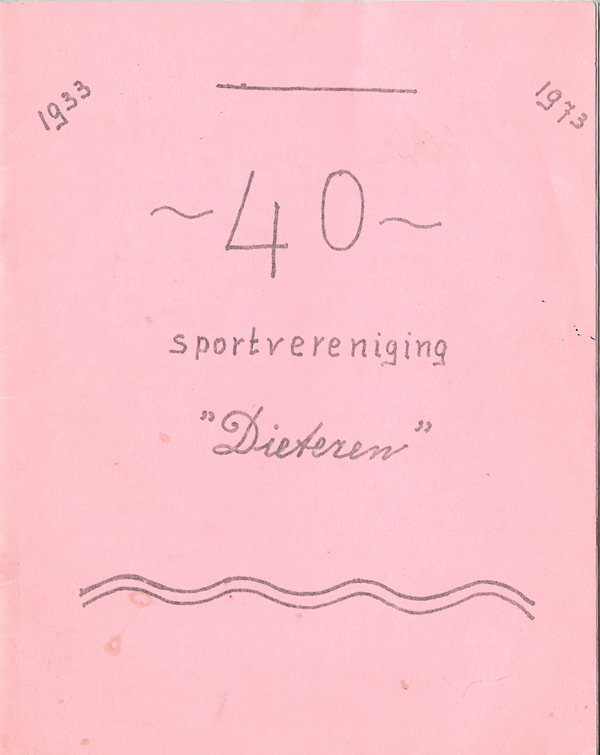 1933
1973
~ 40 ~
sportvereniging
"Dieteren"